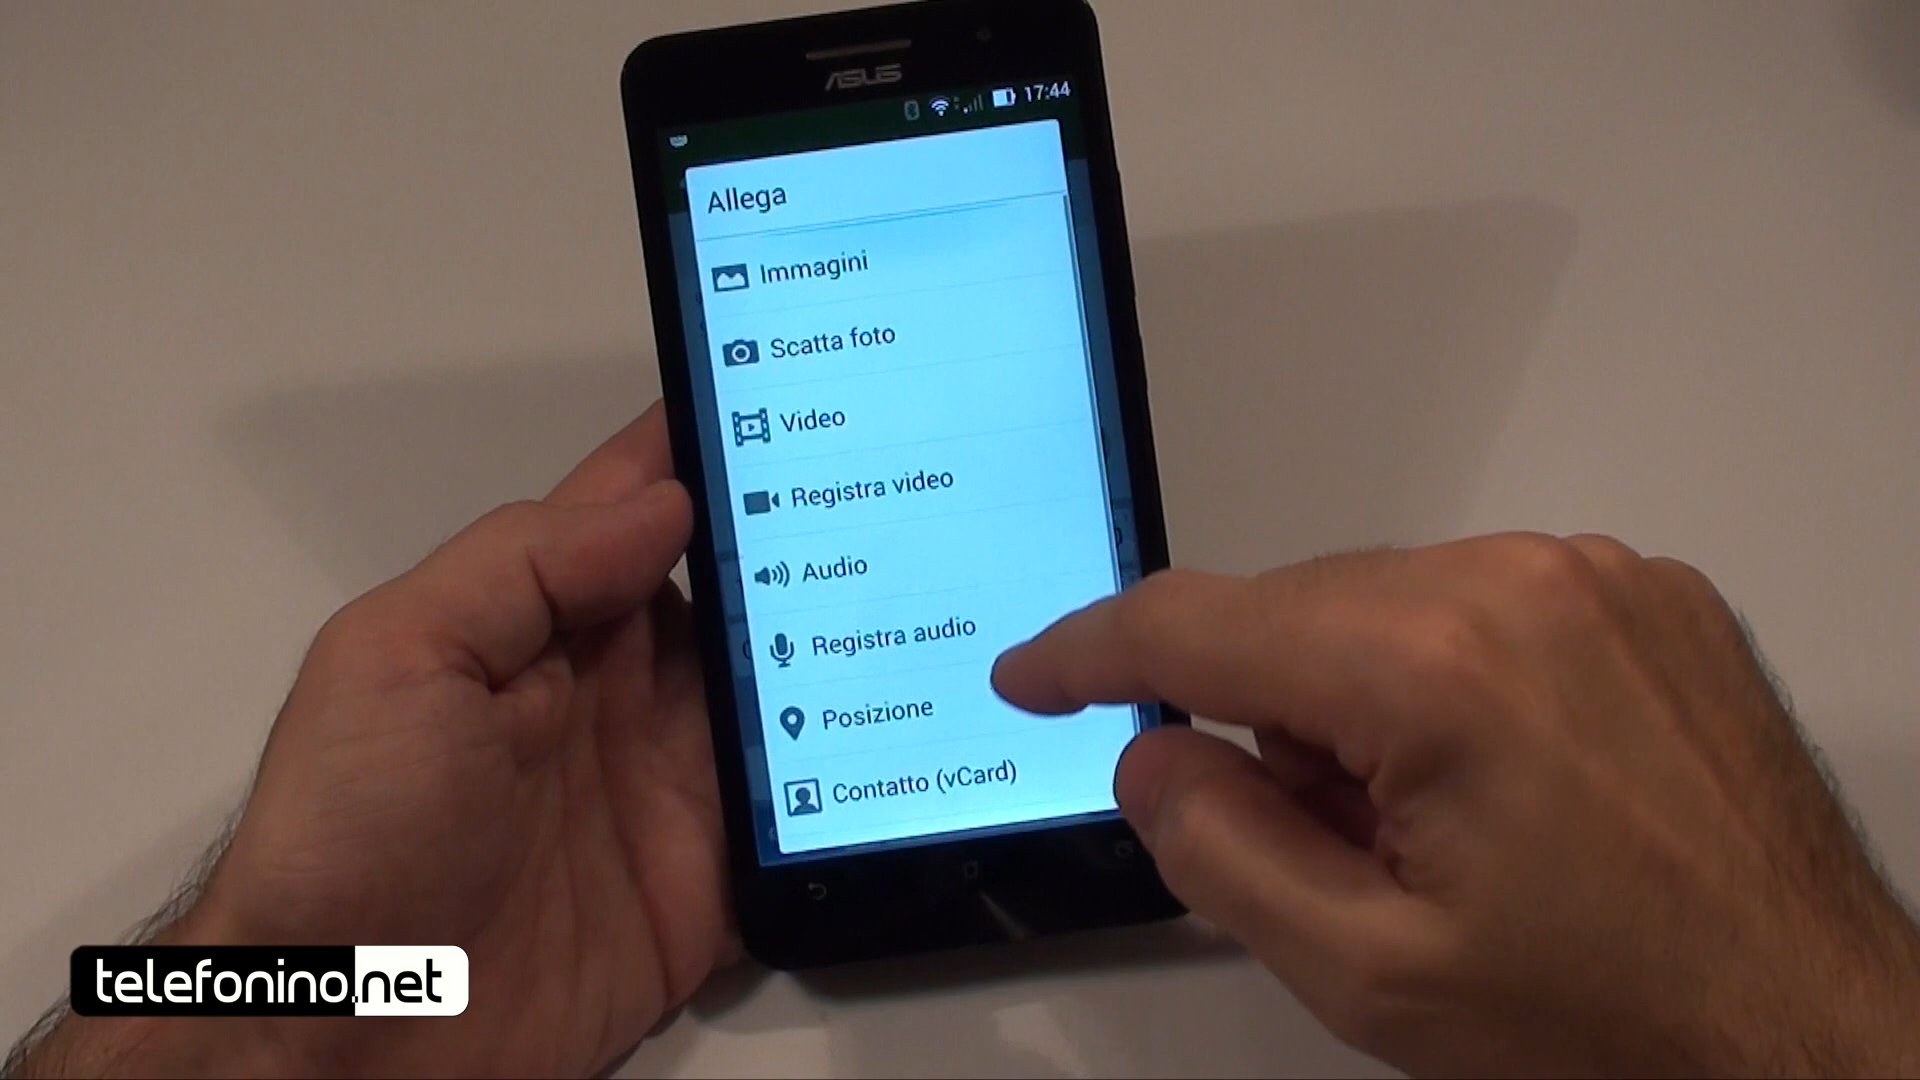 ASUS
17:44
Allega
Immagini
Scatta foto
Video
Registra video
Audio
Registra audio
Posizione
Contatto (vCard)
telefonino.net